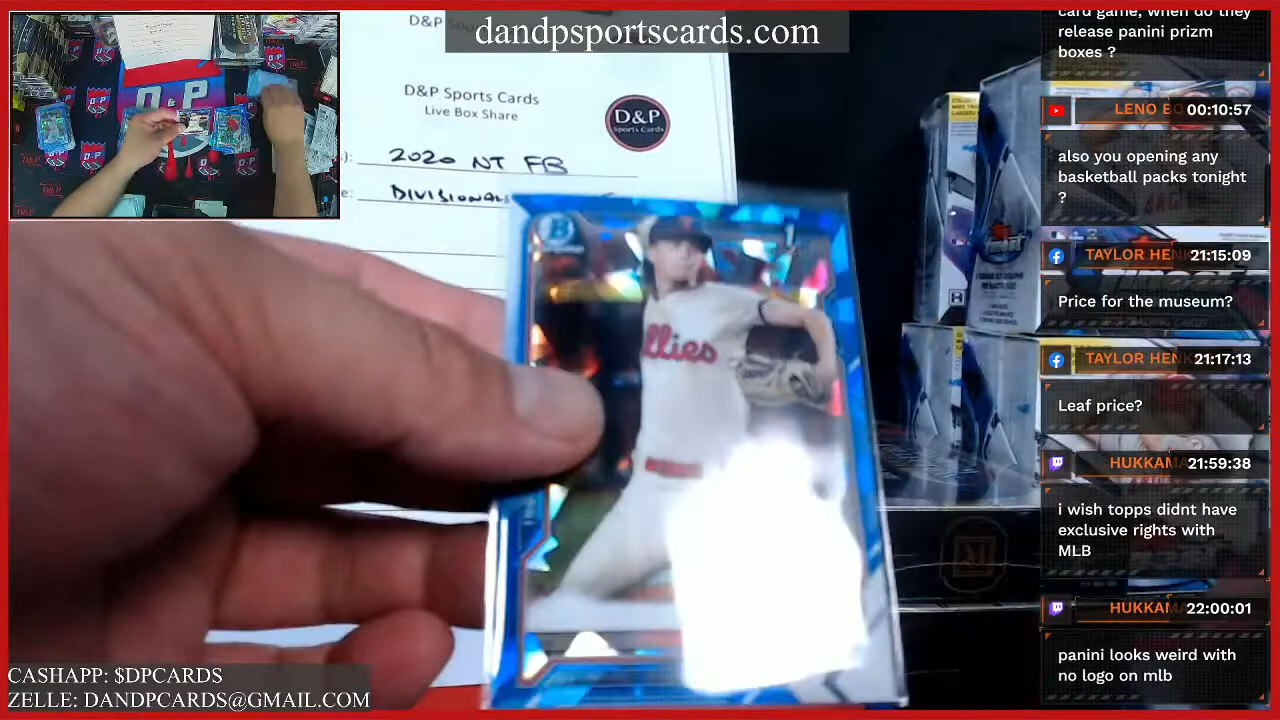 dandpsportscards.com
D&P Sports Cards
Live Box Share
D&P
Sports Cards
2020 NT FB
D & P
B
llies
card game, when do they
release panini prizm
boxes ?
LENO
00:10:57
also you opening any
basketball packs tonight
?
TAYLOR HEN
21:15:09
Price for the museum?
TAYLOR HEN
21:17:13
Leaf price?
HUKKAM
21:59:38
i wish topps didnt have
exclusive rights with
MLB
HUKKAM
22:00:01
panini looks weird with
no logo on mlb
CASHAPP: $DPCARDS
ZELLE: DANDPCARDS@GMAIL.COM